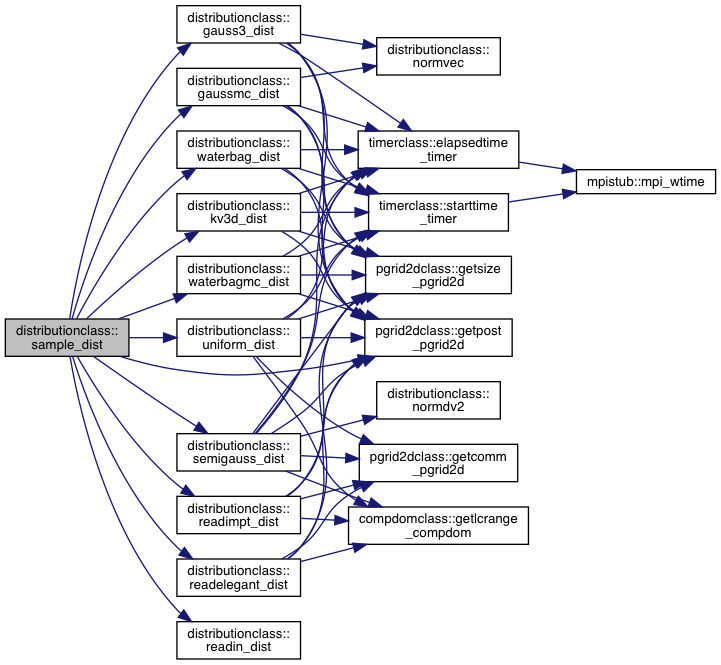 distributionclass::
sample_dist
distributionclass::
gauss3_dist
distributionclass::
gaussmc_dist
distributionclass::
waterbag_dist
distributionclass::
kv3d_dist
distributionclass::
waterbagmc_dist
distributionclass::
uniform_dist
distributionclass::
semigauss_dist
distributionclass::
readimpt_dist
distributionclass::
readelegant_dist
distributionclass::
readin_dist
distributionclass::
normvec
timerclass::elapsedtime
_timer
timerclass::starttime
_timer
pgrid2dclass::getsize
_pgrid2d
pgrid2dclass::getpost
_pgrid2d
distributionclass::
normdv2
pgrid2dclass::getcomm
_pgrid2d
compdomclass::getlcrange
_compdom
mpistub::mpi_wtime